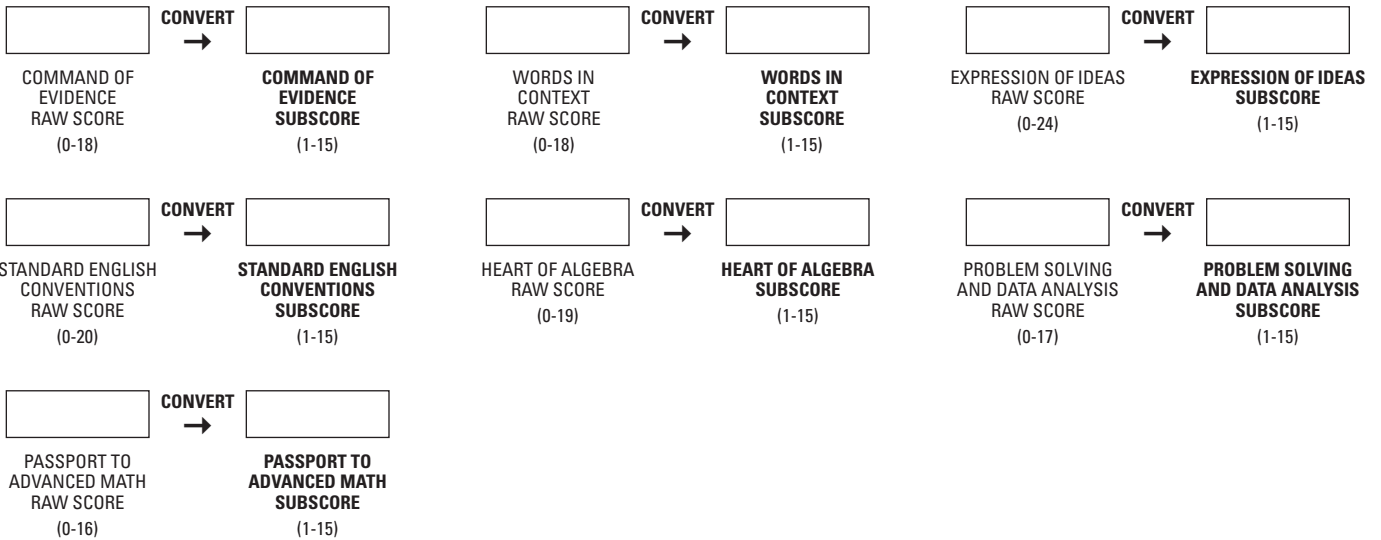 CONVERT
→
COMMAND OF
EVIDENCE
RAW SCORE
(0-18)
COMMAND OF
EVIDENCE
SUBSCORE
(1-15)
CONVERT
→
WORDS IN
CONTEXT
RAW SCORE
(0-18)
WORDS IN
CONTEXT
SUBSCORE
(1-15)
CONVERT
→
EXPRESSION OF IDEAS
RAW SCORE
(0-24)
EXPRESSION OF IDEAS
SUBSCORE
(1-15)
CONVERT
→
STANDARD ENGLISH
CONVENTIONS
RAW SCORE
(0-20)
STANDARD ENGLISH
CONVENTIONS
SUBSCORE
(1-15)
CONVERT
→
HEART OF ALGEBRA
RAW SCORE
(0-19)
HEART OF ALGEBRA
SUBSCORE
(1-15)
CONVERT
→
PROBLEM SOLVING
AND DATA ANALYSIS
RAW SCORE
(0-17)
PROBLEM SOLVING
AND DATA ANALYSIS
SUBSCORE
(1-15)
CONVERT
→
PASSPORT TO
ADVANCED MATH
RAW SCORE
(0-16)
PASSPORT TO
ADVANCED MATH
SUBSCORE
(1-15)